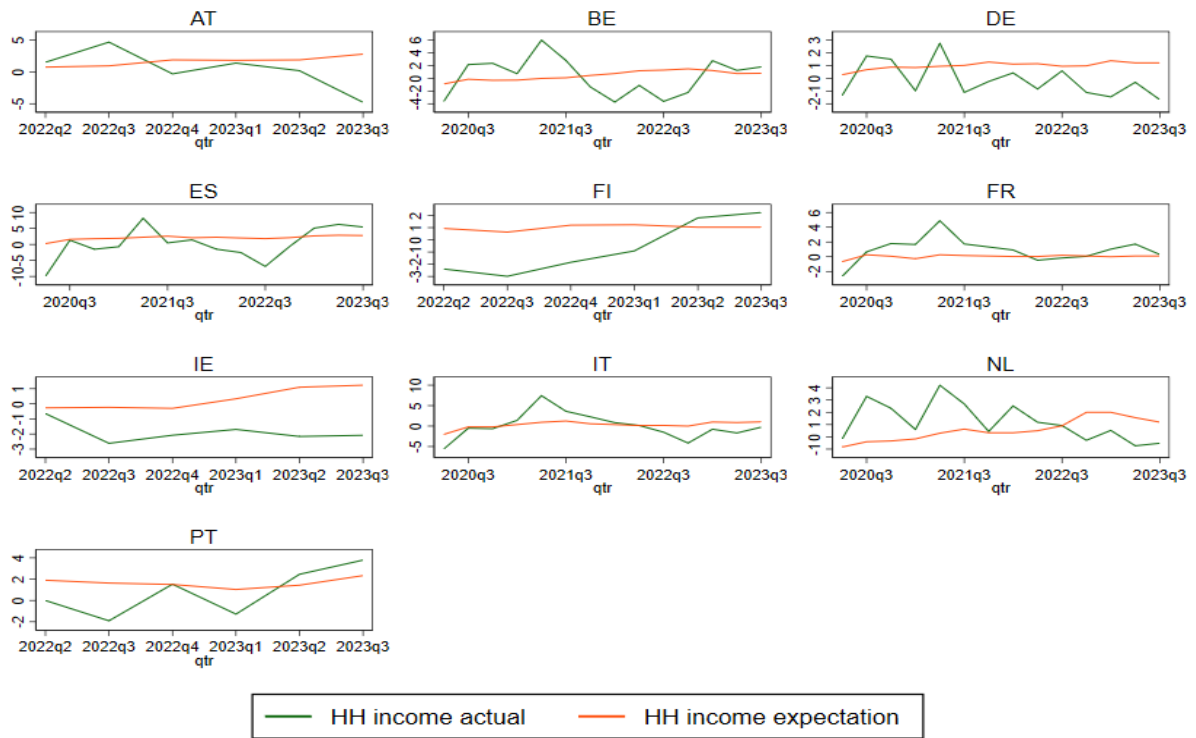 AT
-5 0 5
2022q2 2022q3 2022q4 2023q1 2023q2 2023q3
qtr
BE
-4-2 0 2 4 6
2020q3 2021q3 2022q3 2023q3
qtr
DE
-2-1 0 1 2 3
2020q3 2021q3 2022q3 2023q3
qtr
ES
-10-5 0 5 10
2020q3 2021q3 2022q3 2023q3
qtr
FI
-3-2-1 0 1 2
2022q2 2022q3 2022q4 2023q1 2023q2 2023q3
qtr
FR
-2 0 2 4 6
2020q3 2021q3 2022q3 2023q3
qtr
IE
-3-2-1 0 1
2022q2 2022q3 2022q4 2023q1 2023q2 2023q3
qtr
IT
-5 0 5 10
2020q3 2021q3 2022q3 2023q3
qtr
NL
-1 0 1 2 3 4
2020q3 2021q3 2022q3 2023q3
qtr
PT
-2 0 2 4
2022q2 2022q3 2022q4 2023q1 2023q2 2023q3
qtr
HH income actual HH income expectation